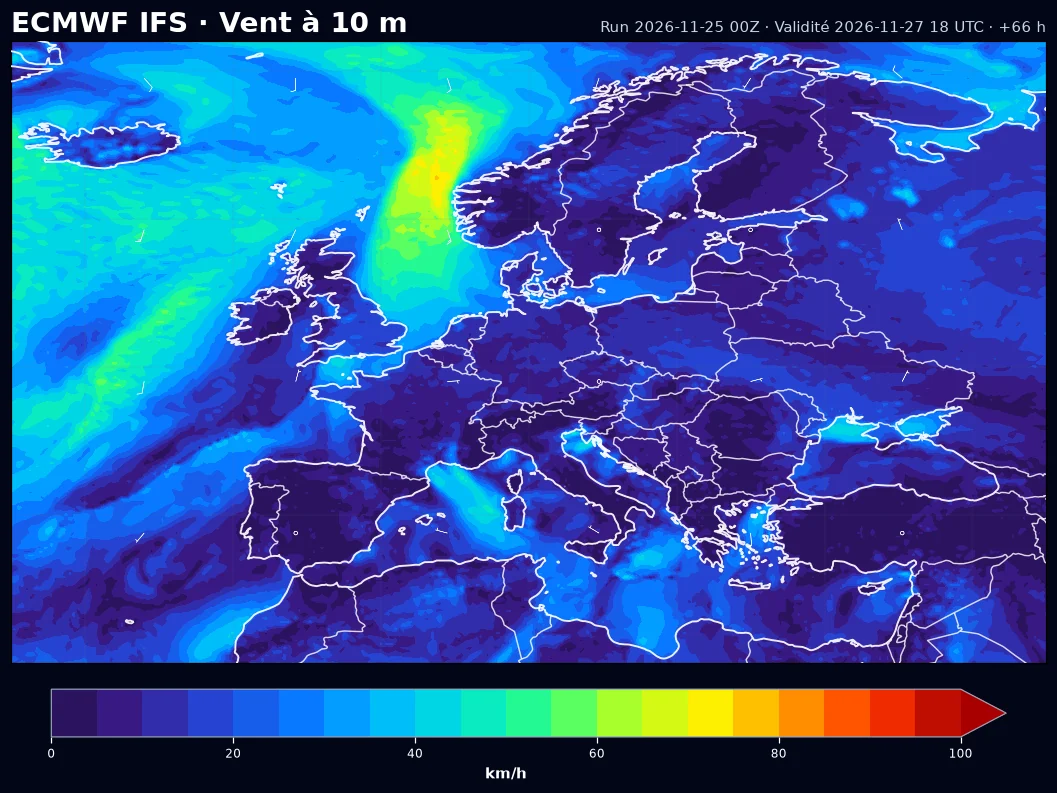 ECMWF IFS · Vent à 10 m
Run 2026-11-25 00Z · Validité 2026-11-27 18 UTC · +66 h
0 20 40 60 80 100
km/h